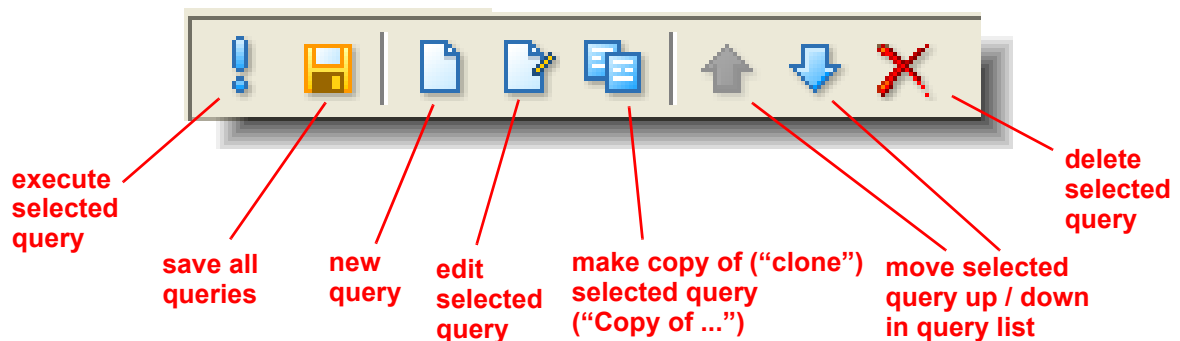 execute
selected
query
save all
queries
new
query
edit
selected
query
make copy of (“clone”)
selected query
(“Copy of ...”)
move selected
query up / down
in query list
delete
selected
query